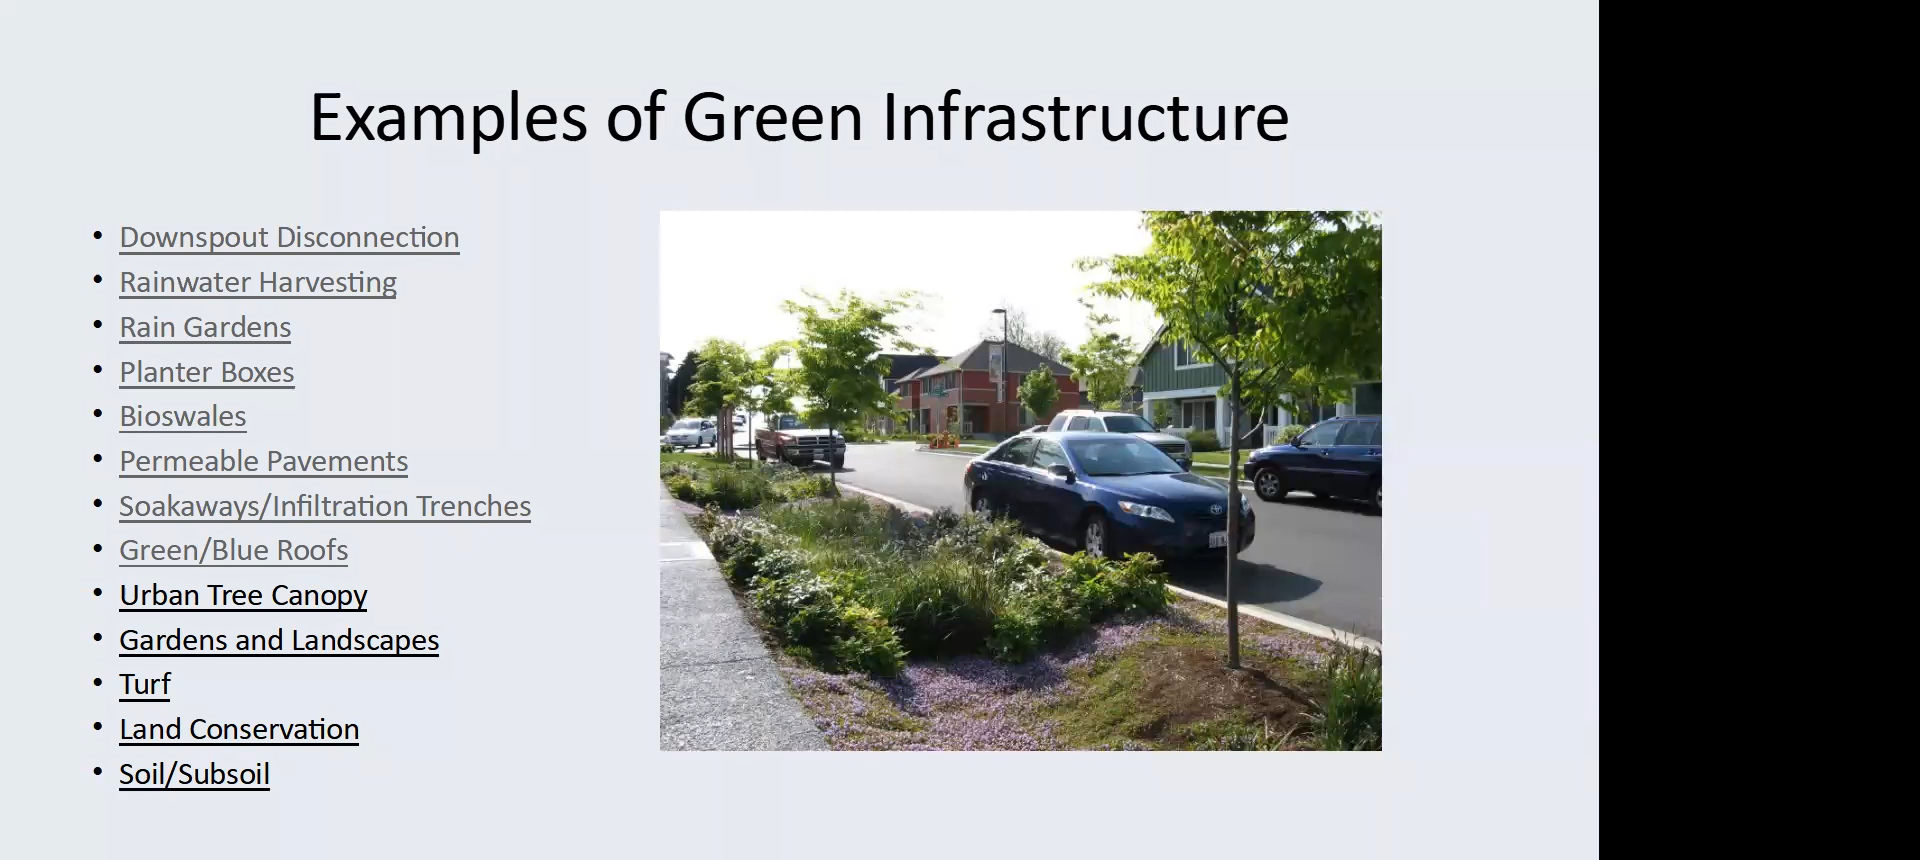 Examples of Green Infrastructure
• Downspout Disconnection
• Rainwater Harvesting
• Rain Gardens
• Planter Boxes
• Bioswales
• Permeable Pavements
• Soakaways/Infiltration Trenches
• Green/Blue Roofs
• Urban Tree Canopy
• Gardens and Landscapes
• Turf
• Land Conservation
• Soil/Subsoil